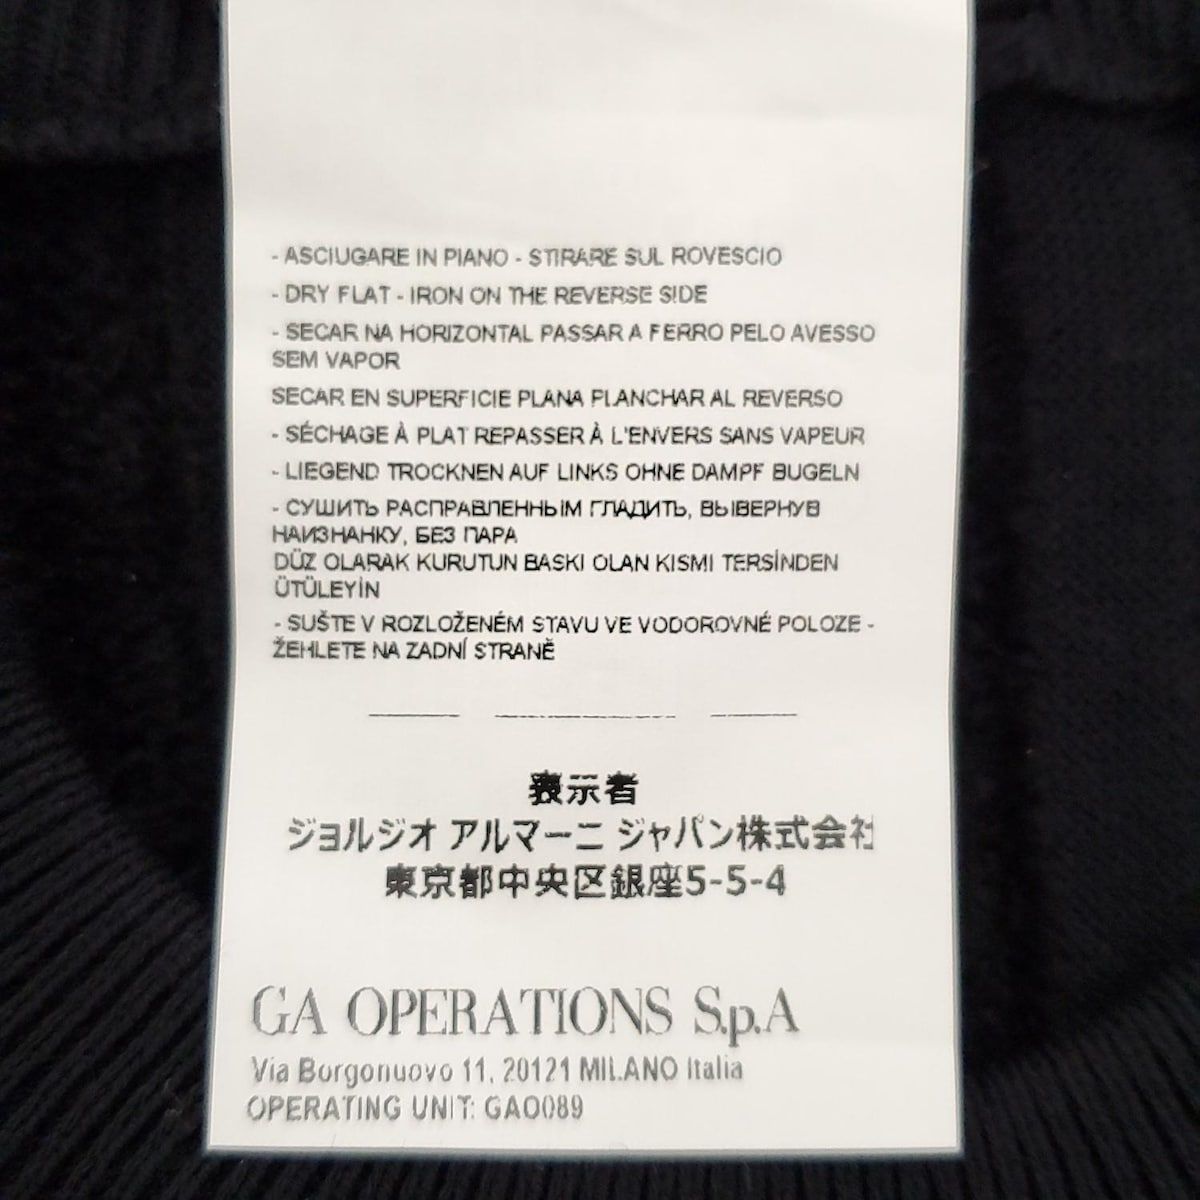 - ASCIUGARE IN PIANO - STIRARE SUL ROVESCIO
- DRY FLAT - IRON ON THE REVERSE SIDE
- SECAR NA HORIZONTAL PASSAR A FERRO PELO AVESSO
SEM VAPOR
SECAR EN SUPERFICIE PLANA PLANCHAR AL REVERSO
- SÉCHAGE À PLAT REPASSER À L'ENVERS SANS VAPEUR
- LIEGEND TROCKNEN AUF LINKS OHNE DAMPF BUGELN
- СУШИТЬ РАСПРАВЛЕННЫМ ГЛАДИТЬ, ВЫВЕРНУВ
НАИЗНАНКУ, БЕЗ ПАРА
DÜZ OLARAK KURUTUN BASKI OLAN KISMI TERSİNDEN
ÜTÜLEYİN
- SUŠTE V ROZLOŽENÉM STAVU VE VODOROVNÉ POLOZE -
ŽEHLETE NA ZADNÍ STRANĚ
表示者
ジョルジオ アルマーニ ジャパン株式会社
東京都中央区銀座5-5-4
GA OPERATIONS S.p.A
Via Borgonuovo 11, 20121 MILANO Italia
OPERATING UNIT: GAO089